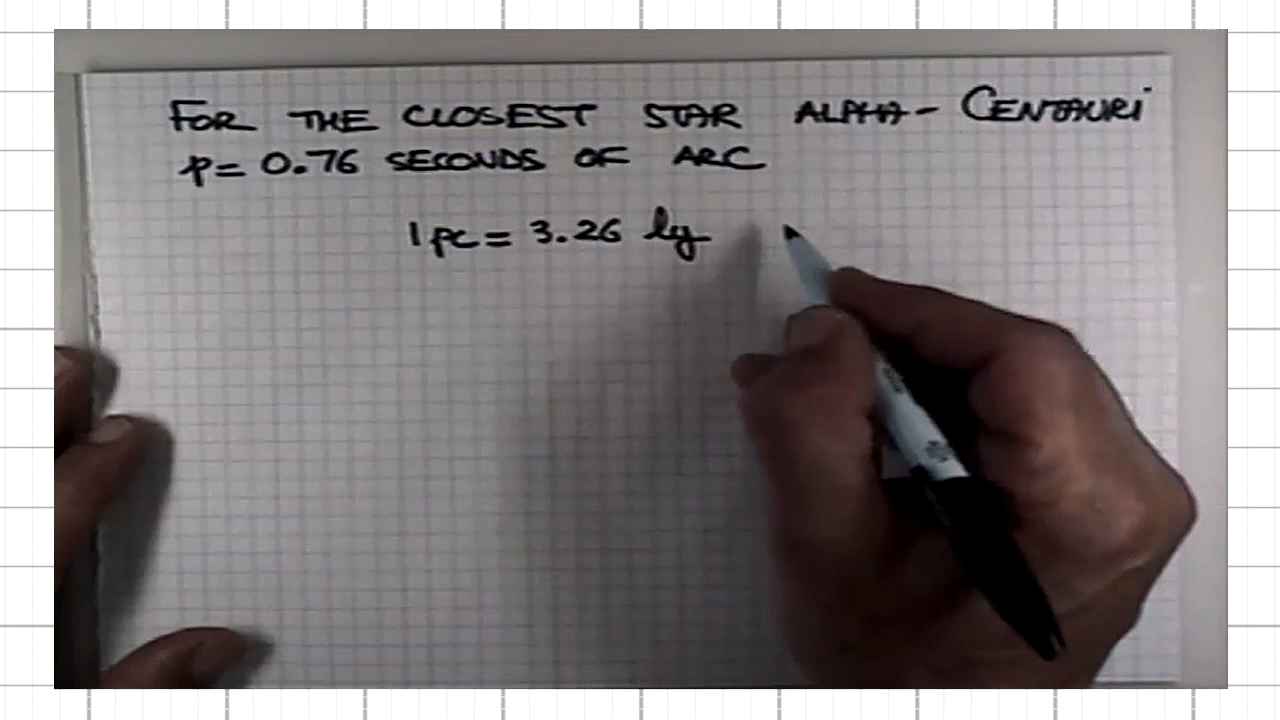 FOR THE CLOSEST STAR ALPHA-CENTAURI
p= 0.76 SECONDS OF ARC
1 pc = 3.26 ly